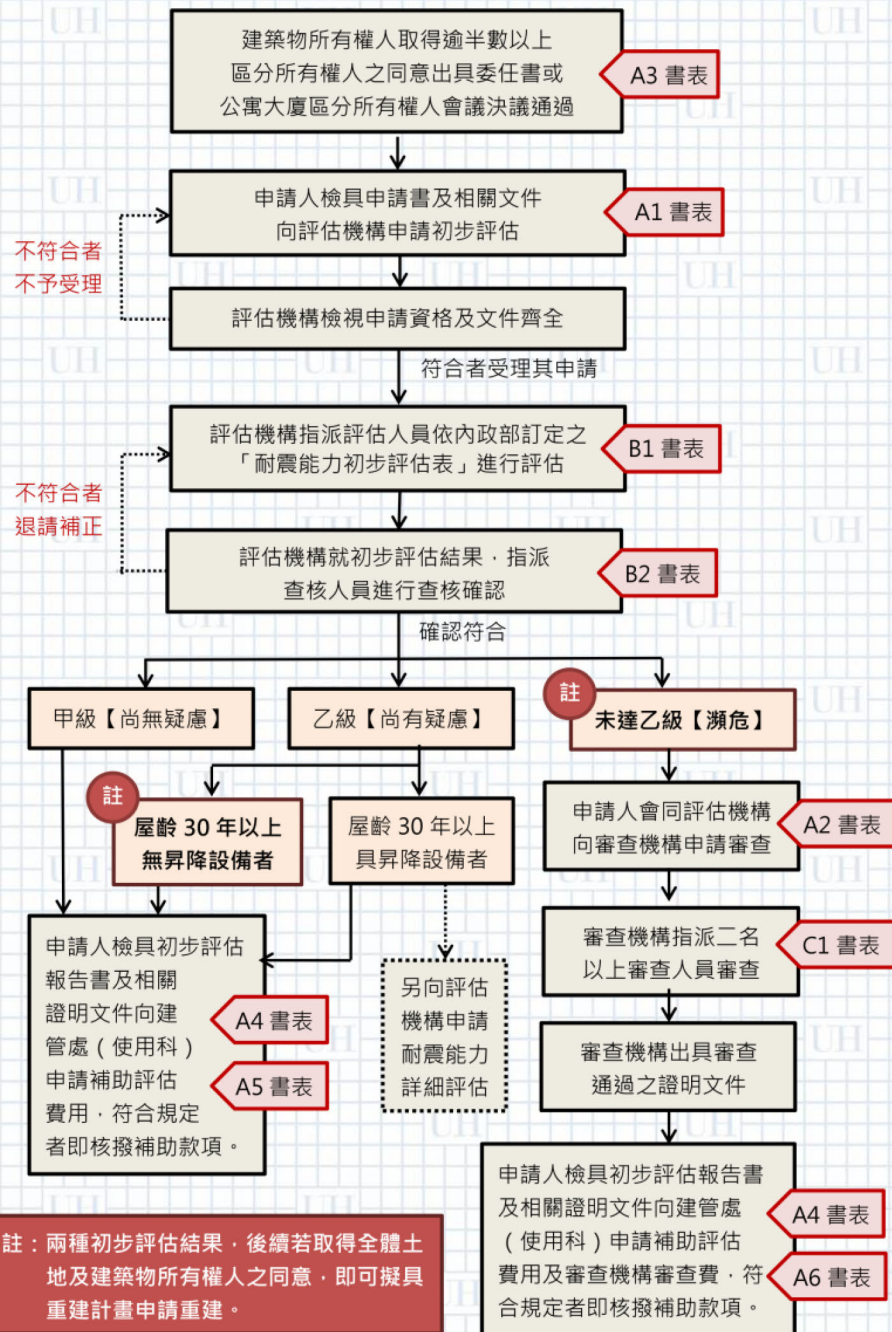 建築物所有權人取得逾半數以上
區分所有權人之同意出具委任書或
公寓大廈區分所有權人會議決議通過
A3 書表
申請人檢具申請書及相關文件
向評估機構申請初步評估
A1 書表
不符合者
不予受理
評估機構檢視申請資格及文件齊全
符合者受理其申請
評估機構指派評估人員依內政部訂定之
「耐震能力初步評估表」進行評估
B1 書表
不符合者
退請補正
評估機構就初步評估結果，指派
查核人員進行查核確認
B2 書表
確認符合
甲級【尚無疑慮】
乙級【尚有疑慮】
註
未達乙級【瀕危】
註
屋齡 30 年以上
無昇降設備者
屋齡 30 年以上
具昇降設備者
申請人會同評估機構
向審查機構申請審查
A2 書表
申請人檢具初步評估
報告書及相關
證明文件向建
管處（使用科）
申請補助評估
費用，符合規定
者即核撥補助款項。
A4 書表
A5 書表
另向評估
機構申請
耐震能力
詳細評估
審查機構指派二名
以上審查人員審查
C1 書表
審查機構出具審查
通過之證明文件
申請人檢具初步評估報告書
及相關證明文件向建管處
（使用科）申請補助評估
費用及審查機構審查費，符
合規定者即核撥補助款項。
A4 書表
A6 書表
註：兩種初步評估結果，後續若取得全體土
地及建築物所有權人之同意，即可擬具
重建計畫申請重建。
UH